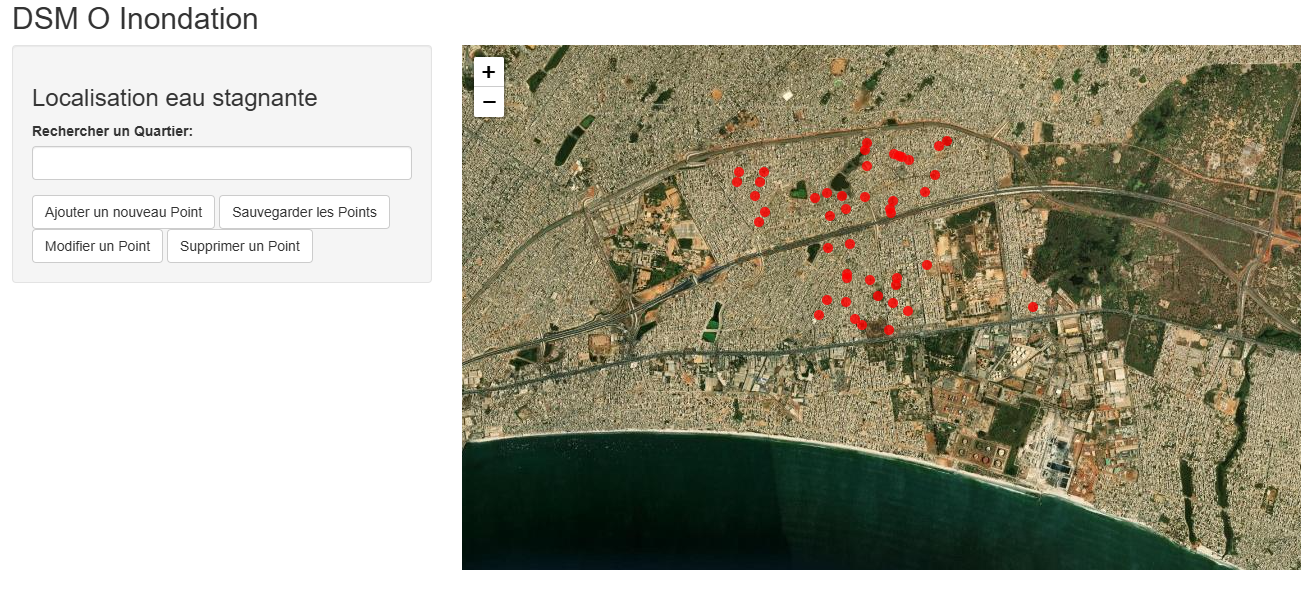 DSM O Inondation
Localisation eau stagnante
Rechercher un Quartier:
Ajouter un nouveau Point Sauvegarder les Points
Modifier un Point Supprimer un Point
+
−